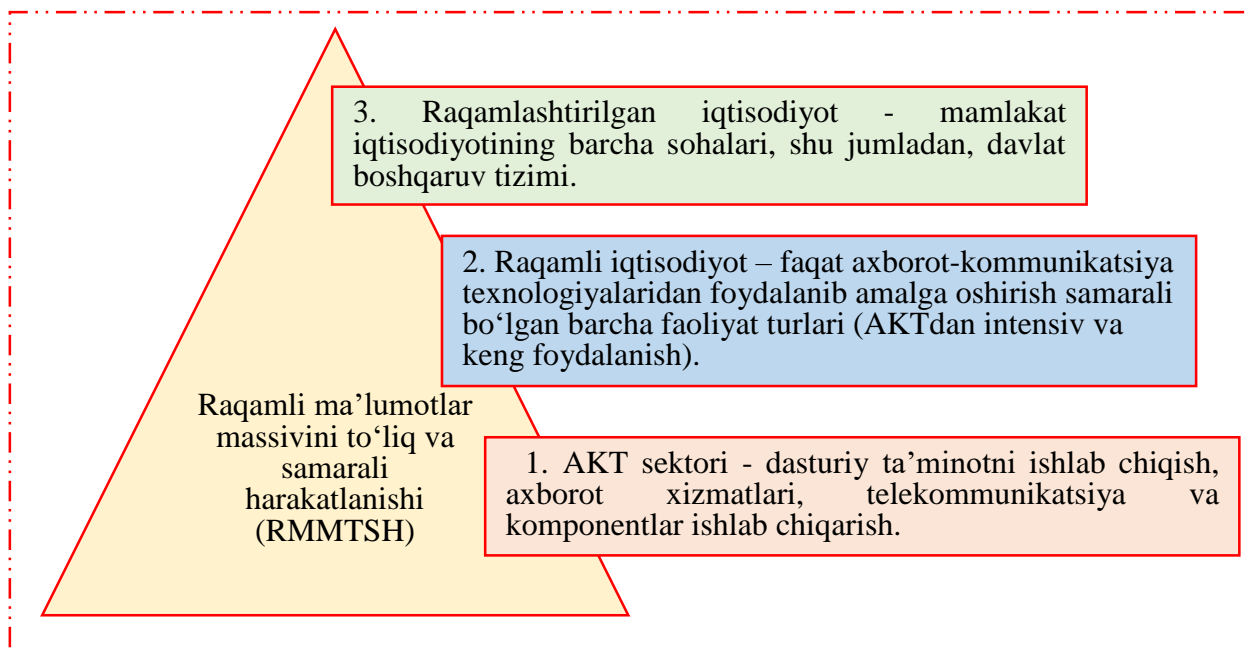 3. Raqamlashtirilgan iqtisodiyot - mamlakat
iqtisodiyotining barcha sohalari, shu jumladan, davlat
boshqaruv tizimi.
2. Raqamli iqtisodiyot – faqat axborot-kommunikatsiya
texnologiyalaridan foydalanib amalga oshirish samarali
bo‘lgan barcha faoliyat turlari (AKTdan intensiv va
keng foydalanish).
Raqamli ma’lumotlar
massivini to‘liq va
samarali
harakatlanishi
(RMMTSH)
1. AKT sektori - dasturiy ta’minotni ishlab chiqish,
axborot xizmatlari, telekommunikatsiya va
komponentlar ishlab chiqarish.